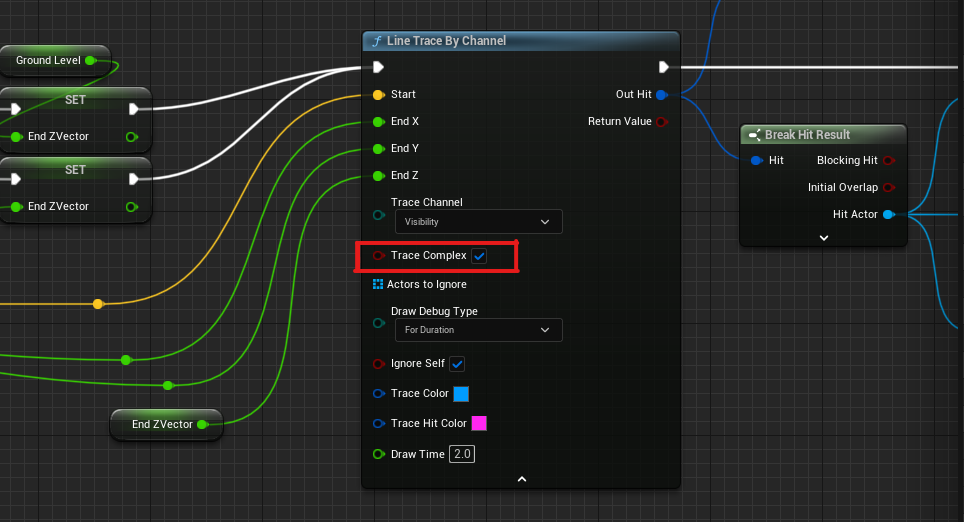 Ground Level
SET
End ZVector
SET
End ZVector
End ZVector
f Line Trace By Channel
Start
Out Hit
End X
Return Value
End Y
End Z
Trace Channel
Visibility
Trace Complex
Actors to Ignore
Draw Debug Type
For Duration
Ignore Self
Trace Color
Trace Hit Color
Draw Time 2.0
Break Hit Result
Hit
Blocking Hit
Initial Overlap
Hit Actor